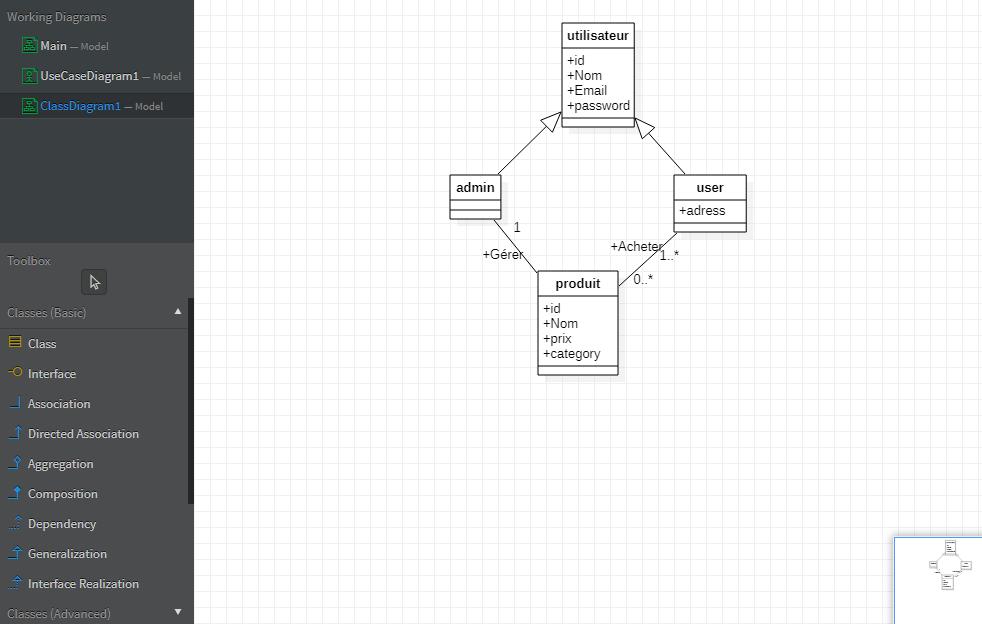 Working Diagrams
Main — Model
UseCaseDiagram1 — Model
ClassDiagram1 — Model
Toolbox
Classes (Basic)
Class
Interface
Association
Directed Association
Aggregation
Composition
Dependency
Generalization
Interface Realization
Classes (Advanced)
utilisateur
+id
+Nom
+Email
+password
admin
user
+adress
1
+Gérer
+Acheter
1..*
0..*
produit
+id
+Nom
+prix
+category